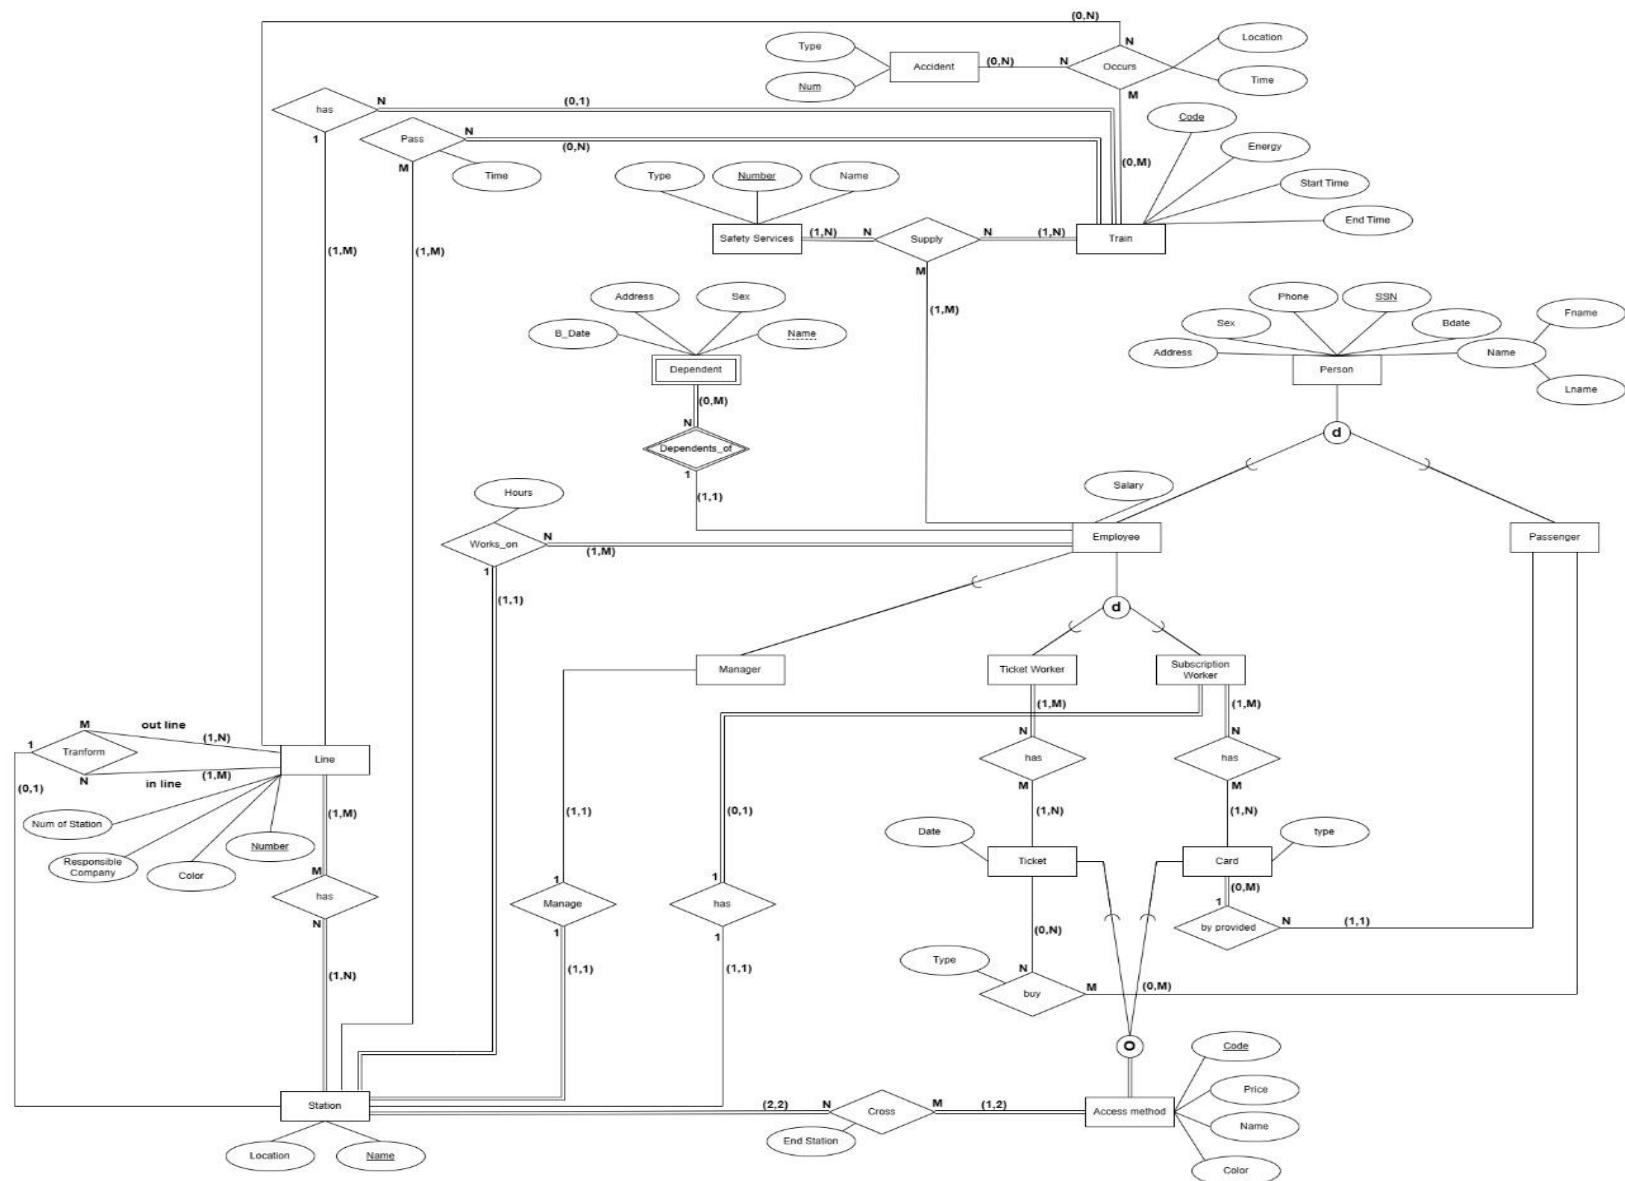 (0,N)
Type
Accident
(0,N)
N
N
Occurs
M
Location
Time
Num
has
N
(0,1)
1
Pass
N
(0,N)
M
Time
Code
Energy
Start Time
End Time
(0,M)
Type
Number
Name
Safety Services
(1,N)
N
Supply
N
(1,N)
Train
M
(1,M)
(1,M)
(1,M)
Address
Sex
B_Date
Name
Dependent
(0,M)
N
Dependents_of
1
(1,1)
Phone
SSN
Sex
Bdate
Address
Name
Fname
Lname
Person
d
Salary
Employee
Passenger
Hours
Works_on
N
(1,M)
1
(1,1)
d
Manager
Ticket Worker
Subscription
Worker
(1,M)
(1,M)
N
has
M
N
has
M
(1,N)
(1,N)
M
out line
1
Tranform
(1,N)
Line
N
in line
(1,M)
(0,1)
Num of Station
Responsible
Company
Color
Number
(1,M)
M
has
N
(1,N)
(1,1)
1
Manage
1
(1,1)
(0,1)
1
has
1
(1,1)
Date
Ticket
Card
type
(0,M)
1
by provided
N
(1,1)
(0,N)
Type
N
buy
M
(0,M)
O
Code
Price
Name
Color
Access method
Station
(2,2)
N
Cross
M
(1,2)
End Station
Location
Name